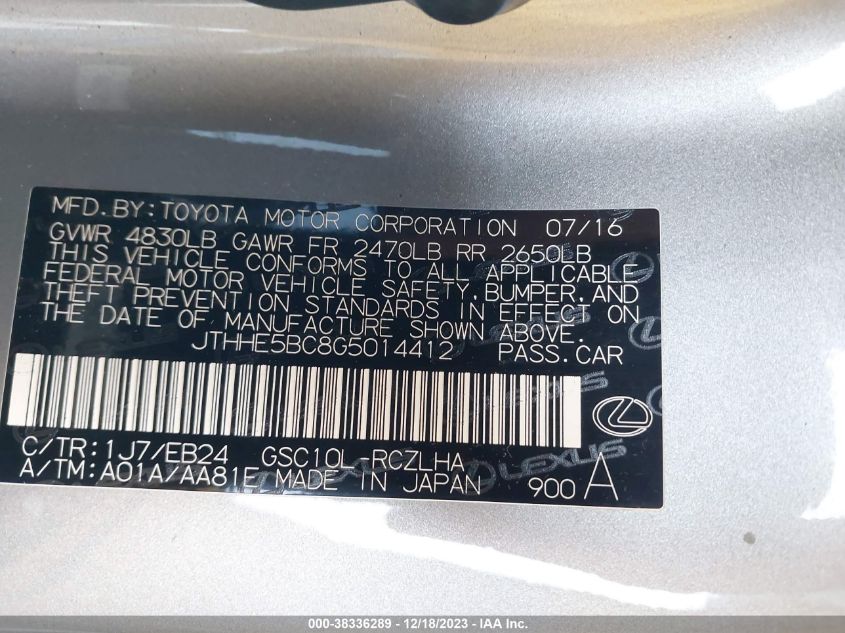 MFD.BY:TOYOTA MOTOR CORPORATION 07/16
GVWR 4830LB GAWR FR 2470LB RR 2650LB
THIS VEHICLE CONFORMS TO ALL APPLICABLE
FEDERAL MOTOR VEHICLE SAFETY,BUMPER,AND
THEFT PREVENTION STANDARDS IN EFFECT ON
THE DATE OF MANUFACTURE SHOWN ABOVE.
JTHHE5BC8G5014412 PASS.CAR
C/TR:1J7/EB24 GSC10L-RCZLHA
A/TM:A01A/AA81E MADE IN JAPAN 900A
LEXUS
000-38336289 - 12/18/2023 - IAAI Inc.